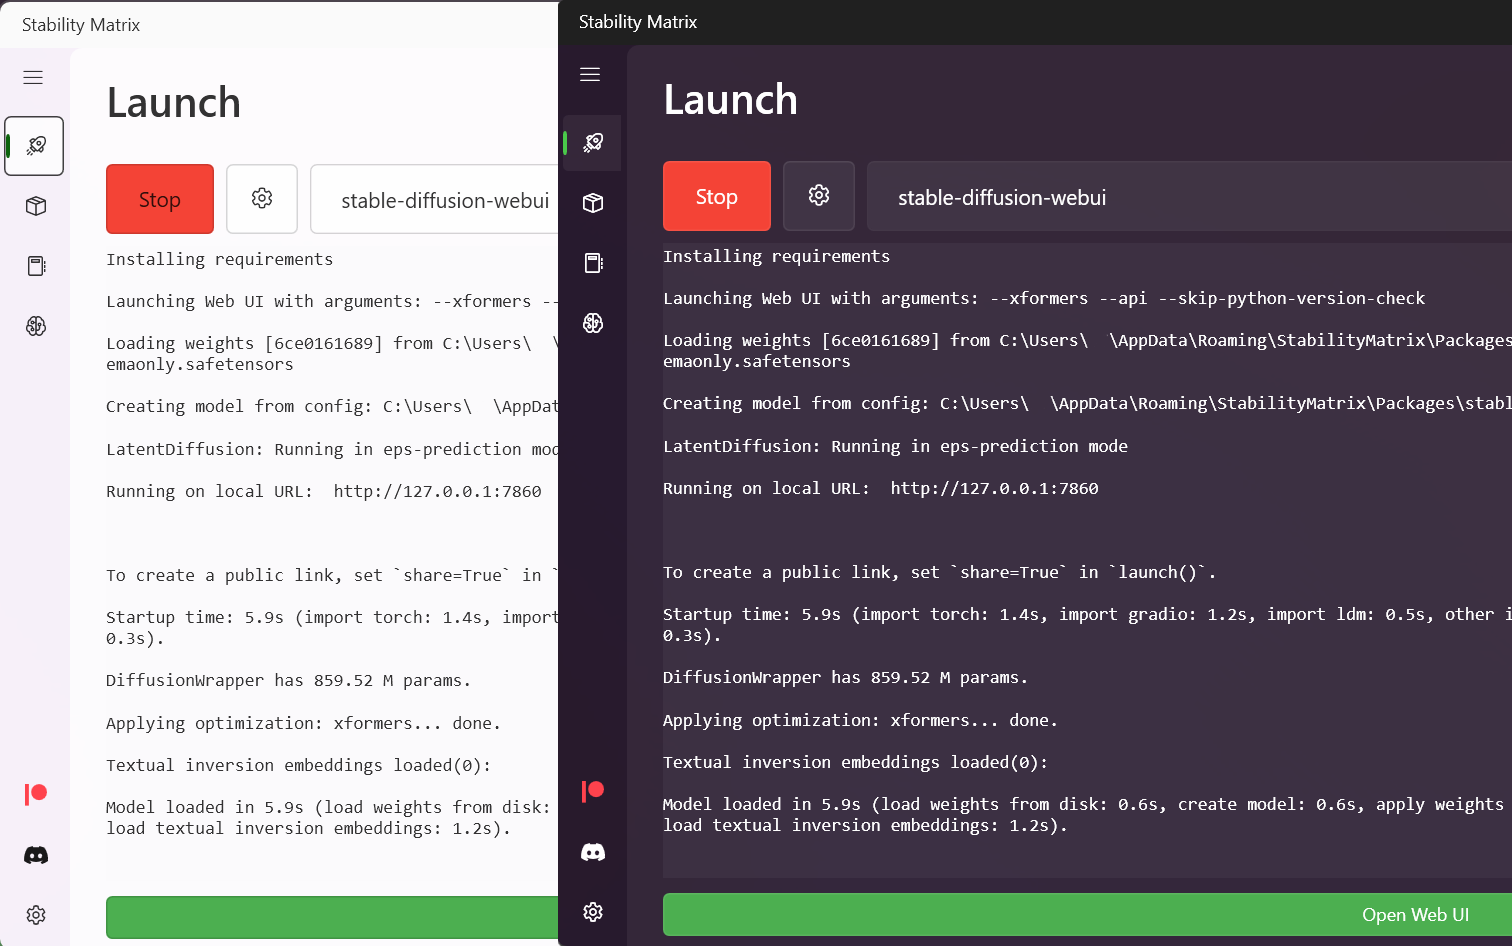 Stability Matrix
Launch
Stop
stable-diffusion-webui
Installing requirements
Launching Web UI with arguments: --xformers --
Loading weights [6ce0161689] from C:\Users\  \
emaonly.safetensors
Creating model from config: C:\Users\  \AppDat
LatentDiffusion: Running in eps-prediction mod
Running on local URL:  http://127.0.0.1:7860
To create a public link, set `share=True` in `
Startup time: 5.9s (import torch: 1.4s, import
0.3s).
DiffusionWrapper has 859.52 M params.
Applying optimization: xformers... done.
Textual inversion embeddings loaded(0):
Model loaded in 5.9s (load weights from disk:
load textual inversion embeddings: 1.2s).
Stability Matrix
Launch
Stop
stable-diffusion-webui
Installing requirements
Launching Web UI with arguments: --xformers --api --skip-python-version-check
Loading weights [6ce0161689] from C:\Users\  \AppData\Roaming\StabilityMatrix\Packages
emaonly.safetensors
Creating model from config: C:\Users\  \AppData\Roaming\StabilityMatrix\Packages\stabl
LatentDiffusion: Running in eps-prediction mode
Running on local URL:  http://127.0.0.1:7860
To create a public link, set `share=True` in `launch()`.
Startup time: 5.9s (import torch: 1.4s, import gradio: 1.2s, import ldm: 0.5s, other i
0.3s).
DiffusionWrapper has 859.52 M params.
Applying optimization: xformers... done.
Textual inversion embeddings loaded(0):
Model loaded in 5.9s (load weights from disk: 0.6s, create model: 0.6s, apply weights
load textual inversion embeddings: 1.2s).
Open Web UI